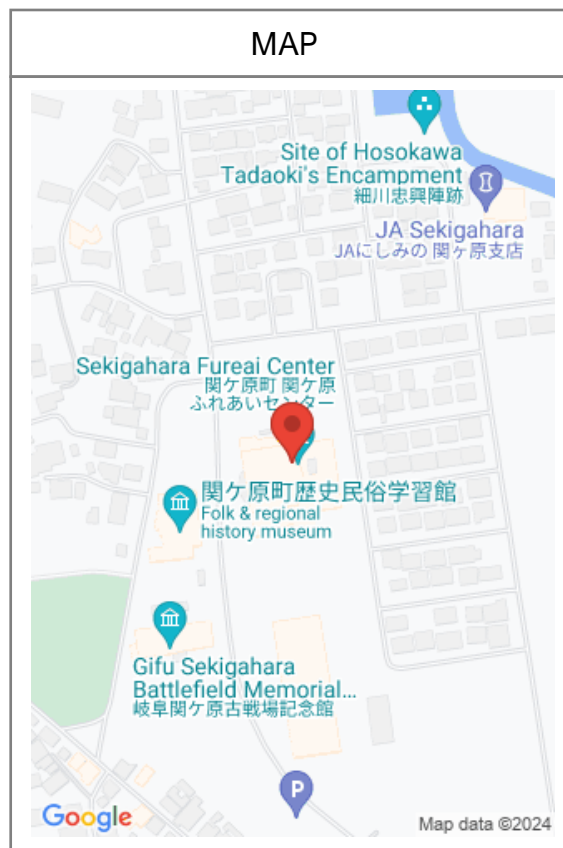 MAP
Site of Hosokawa
Tadaoki's Encampment
細川忠興陣跡
JA Sekigahara
JAにしみの 関ヶ原支店
Sekigahara Fureai Center
関ケ原町 関ケ原
ふれあいセンター
関ケ原町歴史民俗学習館
Folk & regional
history museum
Gifu Sekigahara
Battlefield Memorial...
岐阜関ケ原古戦場記念館
P
Google
Map data ©2024